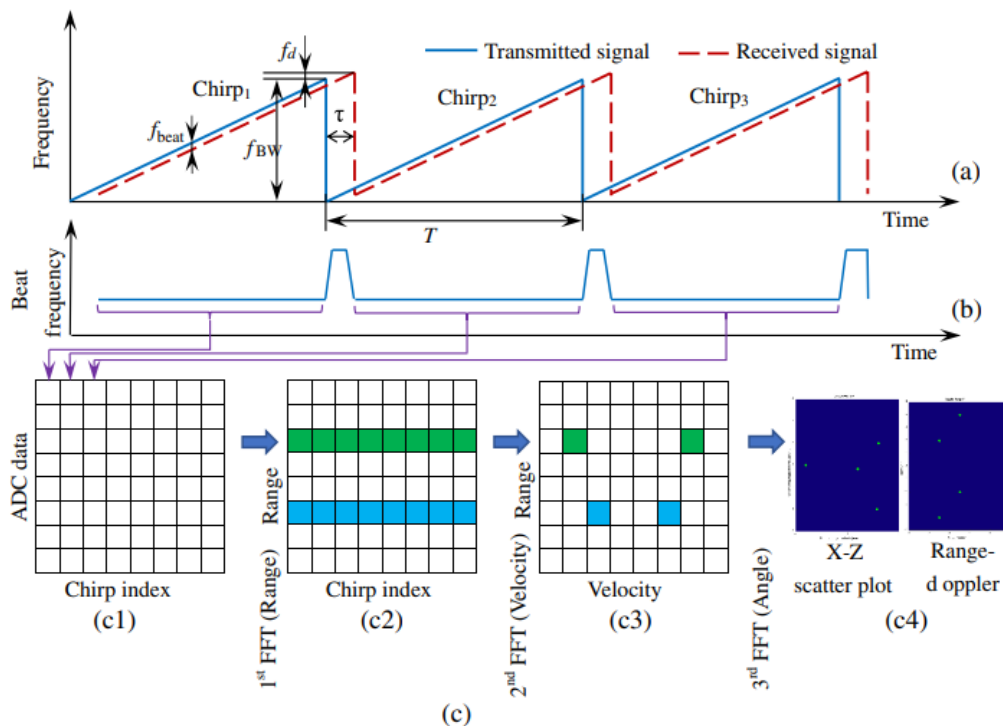 f_d
Transmitted signal
Received signal
Chirp₁
Chirp₂
Chirp₃
f_beat
τ
f_BW
Frequency
(a)
Time
T
Beat
frequency
(b)
Time
ADC data
Range
Range
Chirp index
Chirp index
Velocity
X-Z
scatter plot
Range-
d oppler
(c1)
1st FFT (Range)
(c2)
2nd FFT (Velocity)
(c3)
3rd FFT (Angle)
(c4)
(c)